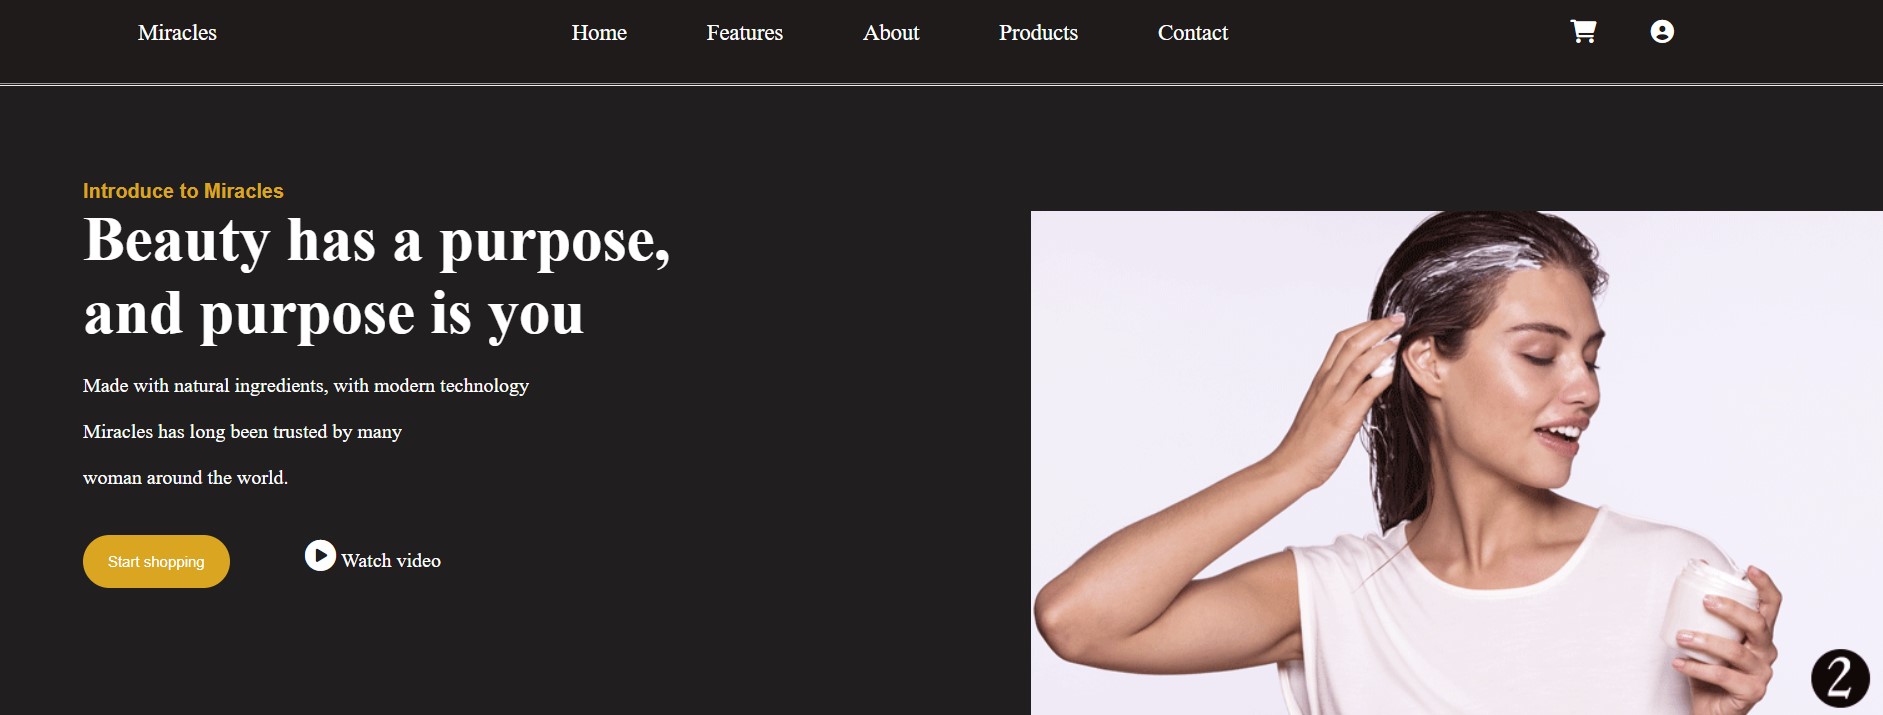 Miracles
Home
Features
About
Products
Contact
Introduce to Miracles
Beauty has a purpose,
and purpose is you
Made with natural ingredients, with modern technology
Miracles has long been trusted by many
woman around the world.
Start shopping
Watch video
2